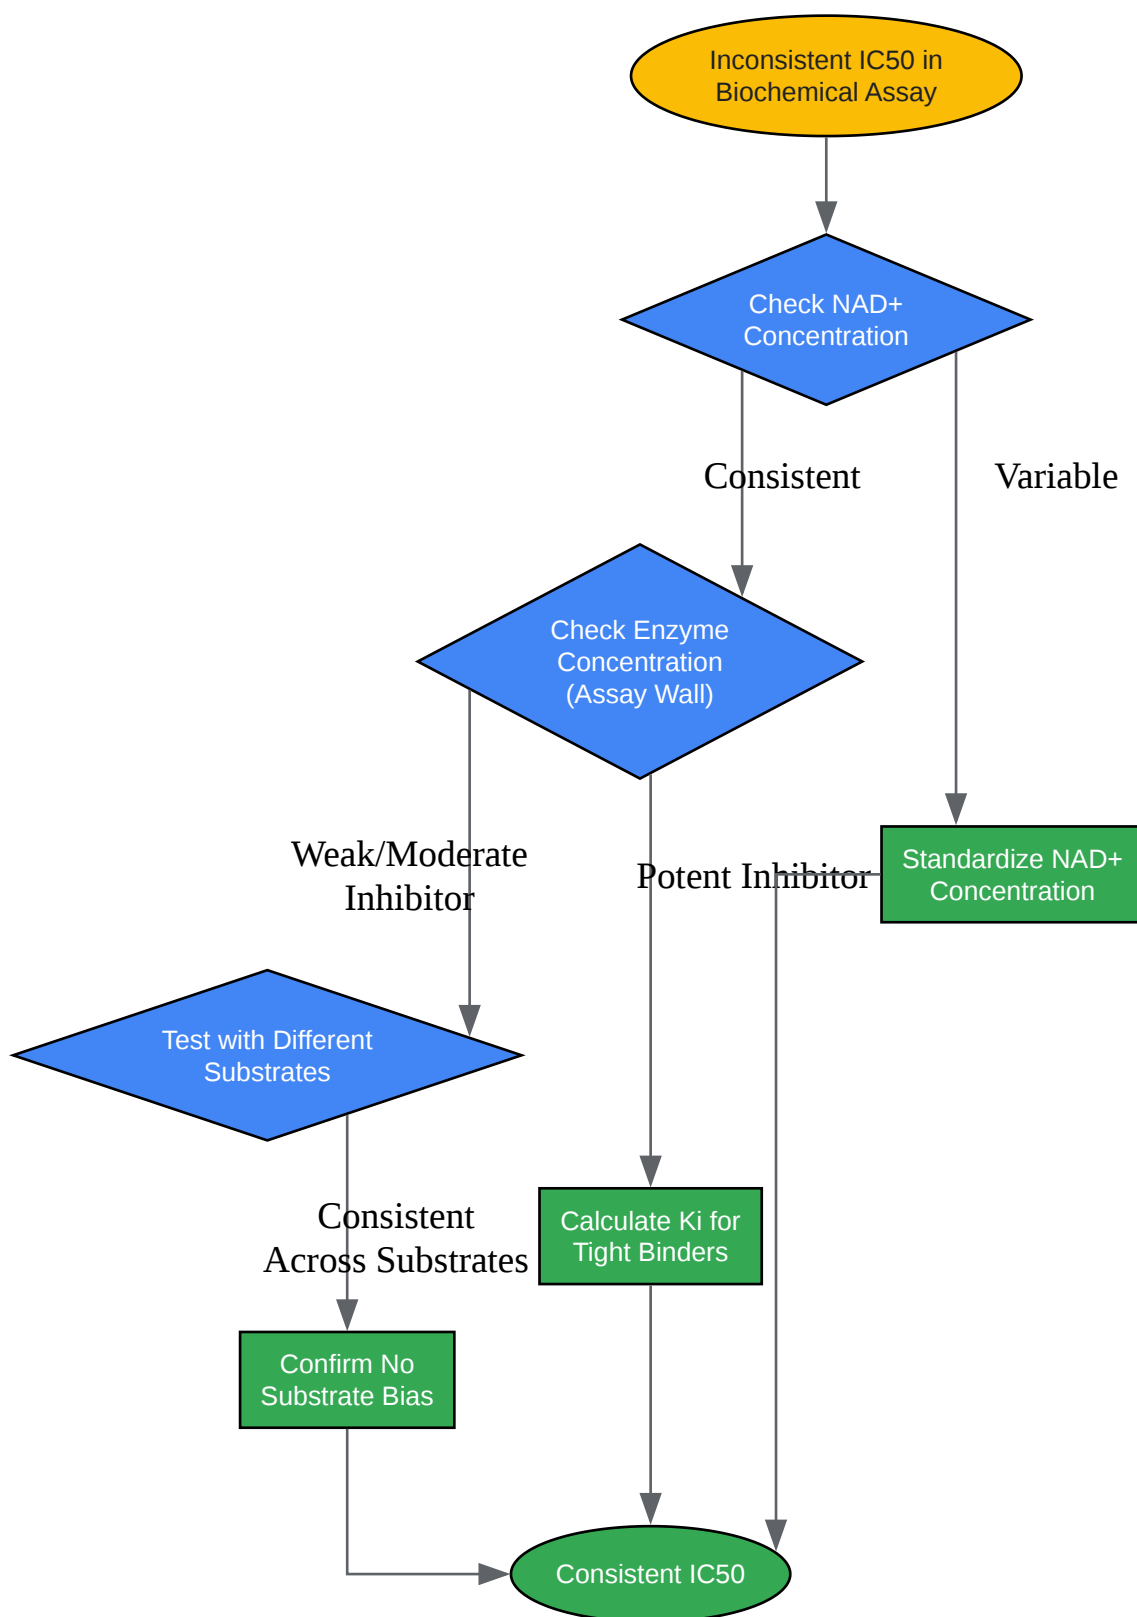 Inconsistent IC50 in
Biochemical Assay
Check NAD+
Concentration
Consistent
Variable
Check Enzyme
Concentration
(Assay Wall)
Weak/Moderate
Inhibitor
Potent Inhibitor
Standardize NAD+
Concentration
Test with Different
Substrates
Consistent
Across Substrates
Calculate Ki for
Tight Binders
Confirm No
Substrate Bias
Consistent IC50